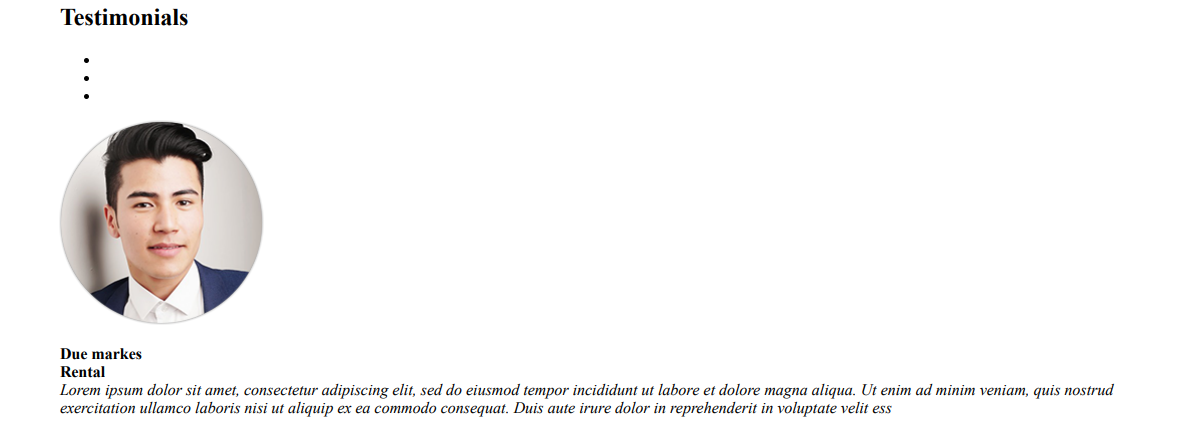 Testimonials
Due markes
Rental
Lorem ipsum dolor sit amet, consectetur adipiscing elit, sed do eiusmod tempor incididunt ut labore et dolore magna aliqua. Ut enim ad minim veniam, quis nostrud
exercitation ullamco laboris nisi ut aliquip ex ea commodo consequat. Duis aute irure dolor in reprehenderit in voluptate velit ess